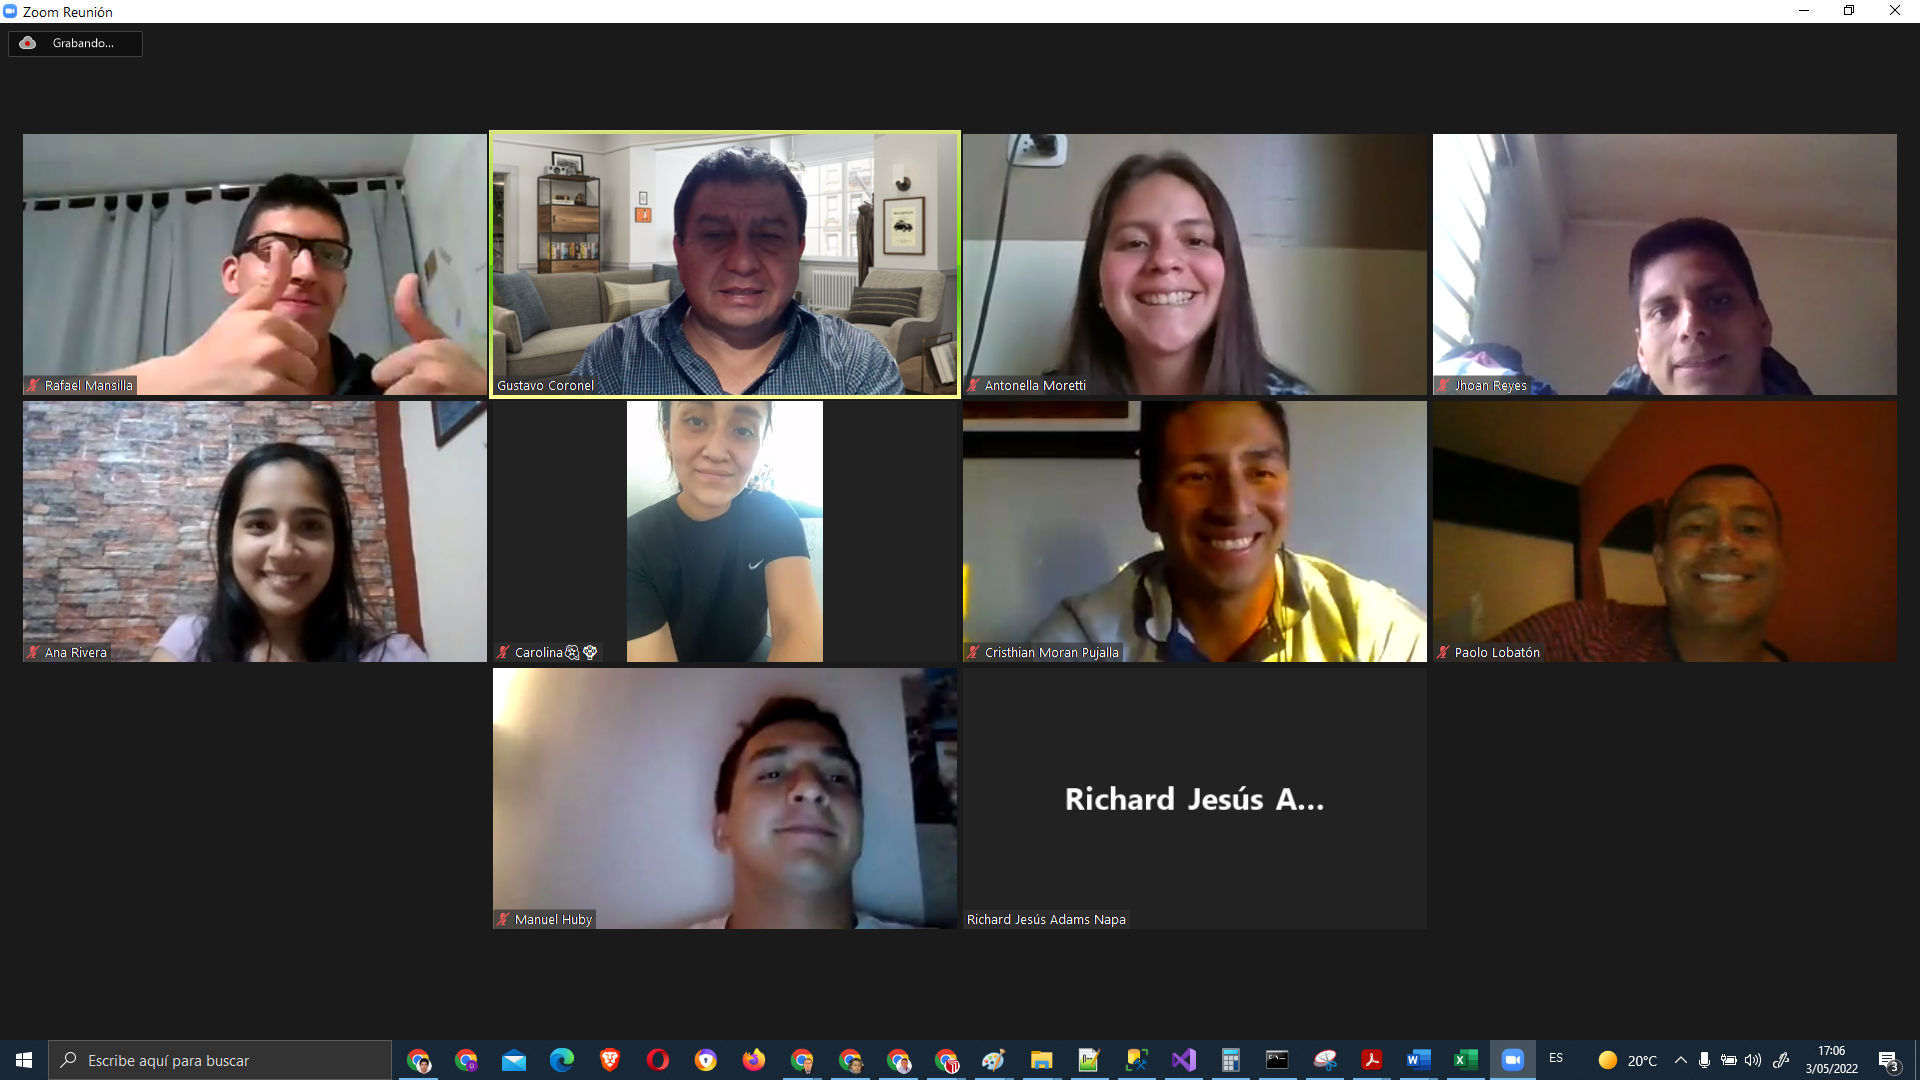 Zoom Reunión
Grabando...
Rafael Mansilla
Gustavo Coronel
Antonella Moretti
Jhoan Reyes
Ana Rivera
Carolina
Cristhian Moran Pujalla
Paolo Lobatón
Manuel Huby
Richard Jesús A...
Richard Jesús Adams Napa
Escribe aquí para buscar
ES
20°C
17:06
3/05/2022
3